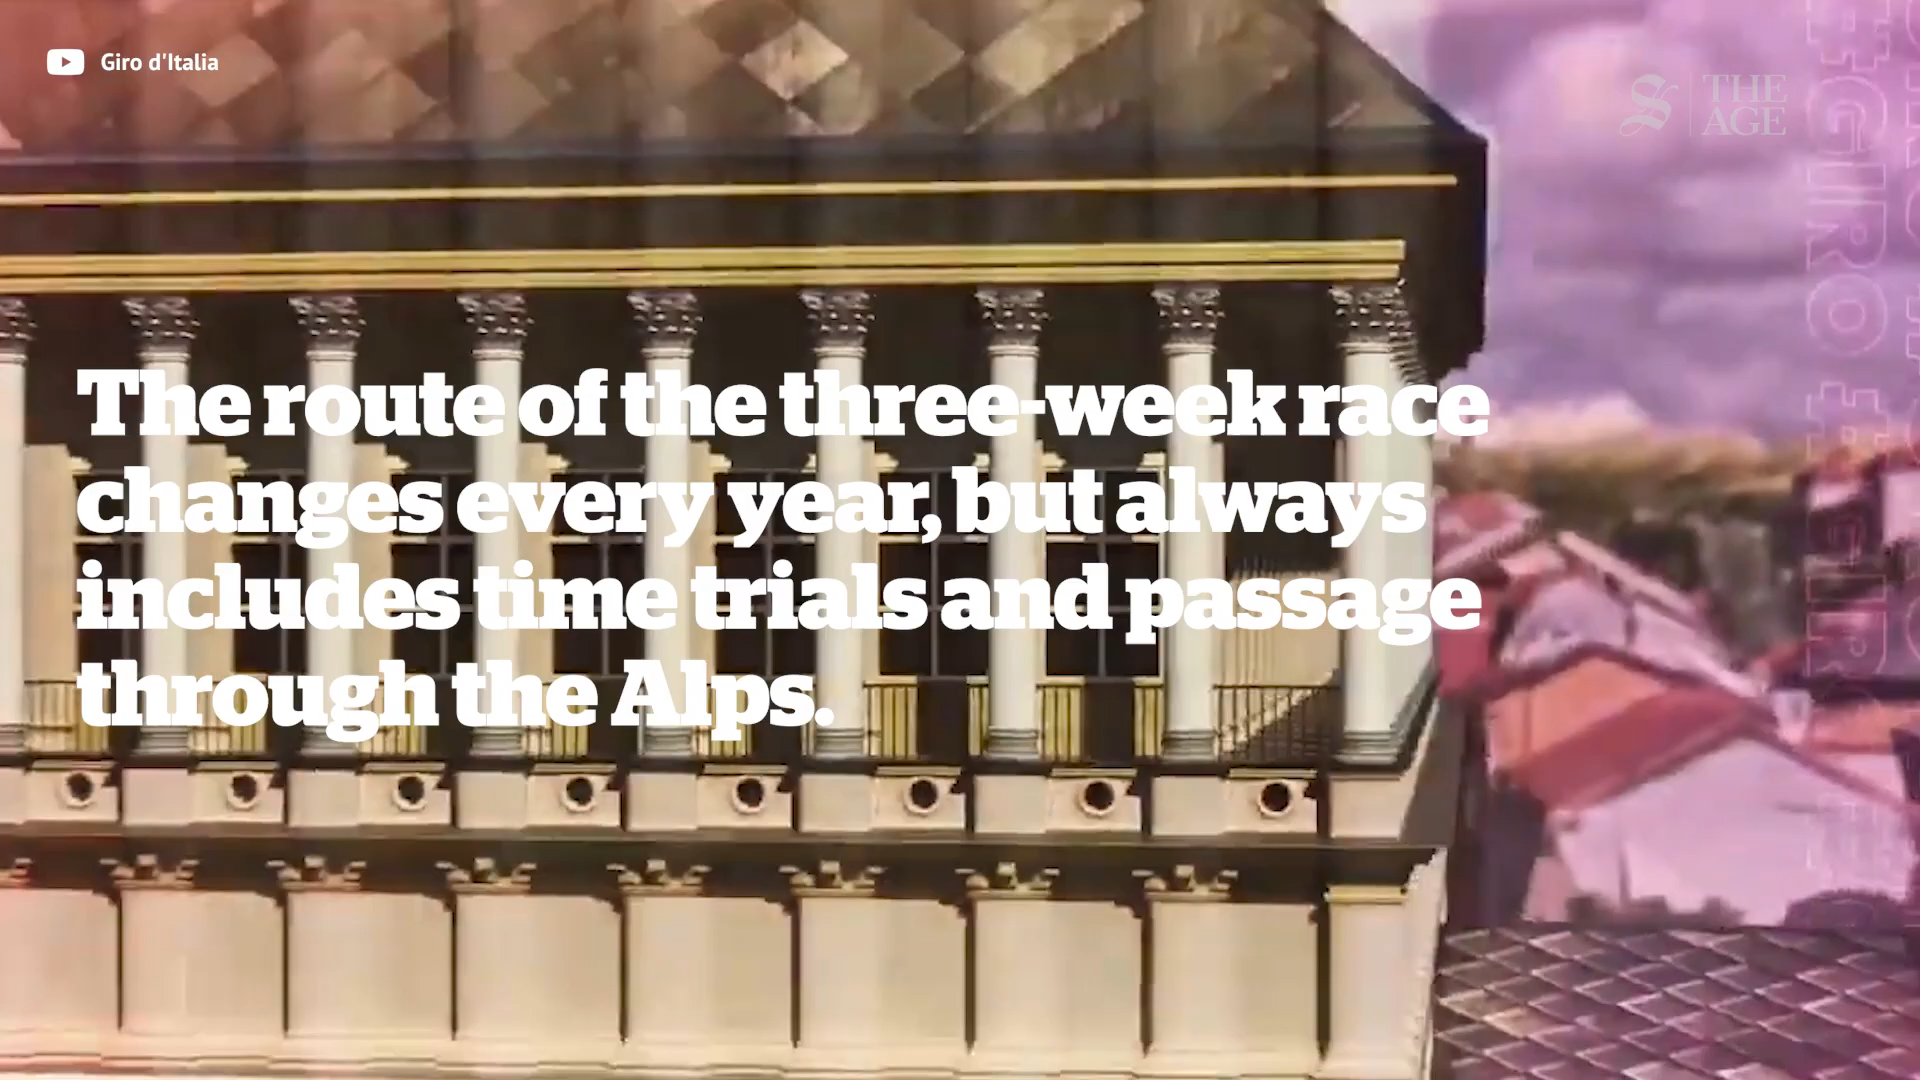 Giro d'Italia
THE
AGE
The route of the three-week race
changes every year, but always
includes time trials and passage
through the Alps.
#GIRO